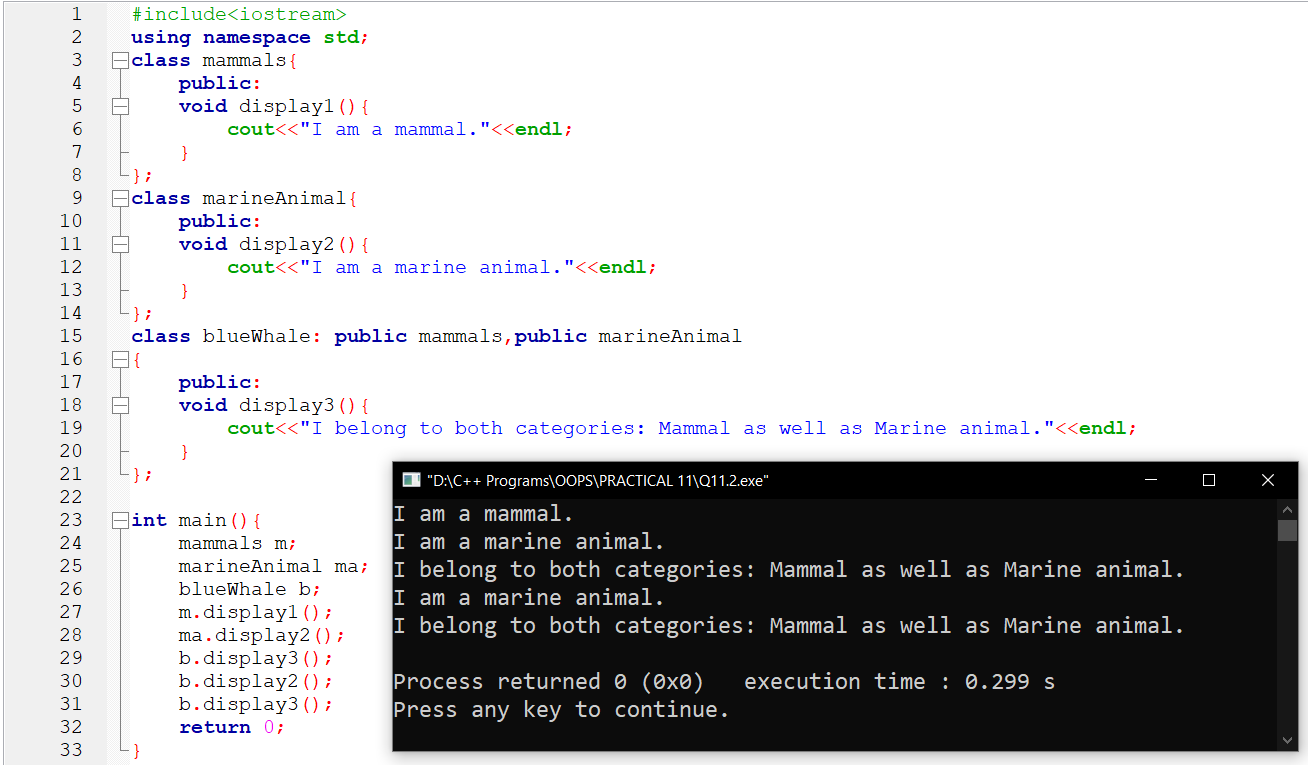 1 #include<iostream>
2 using namespace std;
3 class mammals{
4     public:
5     void display1(){
6         cout<<"I am a mammal."<<endl;
7     }
8 };
9 class marineAnimal{
10     public:
11     void display2(){
12         cout<<"I am a marine animal."<<endl;
13     }
14 };
15 class blueWhale: public mammals,public marineAnimal
16 {
17     public:
18     void display3(){
19         cout<<"I belong to both categories: Mammal as well as Marine animal."<<endl;
20     }
21 };
22
23 int main(){
24     mammals m;
25     marineAnimal ma;
26     blueWhale b;
27     m.display1();
28     ma.display2();
29     b.display3();
30     b.display2();
31     b.display3();
32     return 0;
33 }
"D:\C++ Programs\OOPS\PRACTICAL 11\Q11.2.exe"
I am a mammal.
I am a marine animal.
I belong to both categories: Mammal as well as Marine animal.
I am a marine animal.
I belong to both categories: Mammal as well as Marine animal.
Process returned 0 (0x0)   execution time : 0.299 s
Press any key to continue.